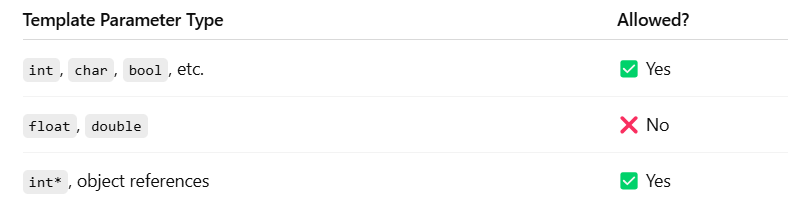 Template Parameter Type Allowed?
int, char, bool, etc. ✅ Yes
float, double ❌ No
int*, object references ✅ Yes